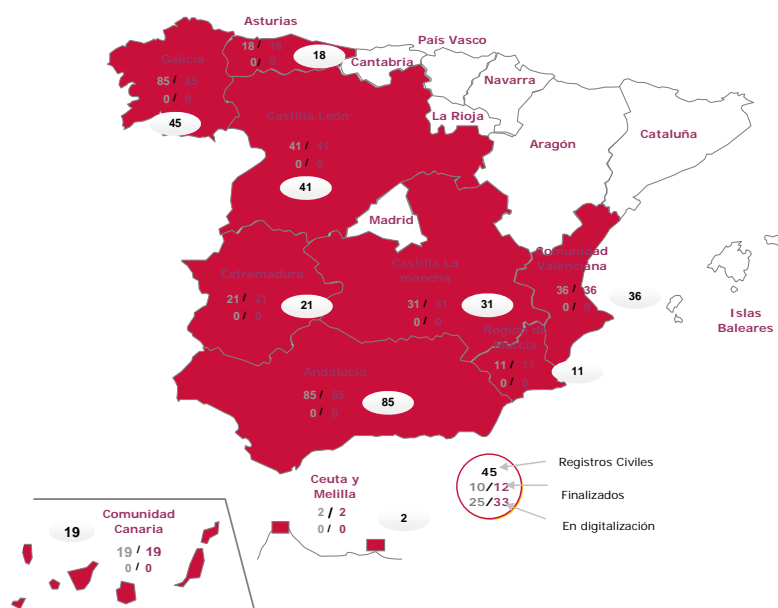 Asturias
18 / 18
0 / 0
18
País Vasco
Cantabria
Navarra
Galicia
85 / 85
0 / 0
45
La Rioja
Castilla León
41 / 41
0 / 0
41
Aragón
Cataluña
Madrid
Extremadura
21 / 21
0 / 0
21
Castilla La
mancha
31 / 31
0 / 0
31
Comunidad
Valenciana
36 / 36
0 / 0
36
Islas
Baleares
Región de
Murcia
11 / 11
0 / 0
11
Andalucía
85 / 85
0 / 0
85
Ceuta y
Melilla
2 / 2
0 / 0
2
45
10/12
25/33
Registros Civiles
Finalizados
En digitalización
Comunidad
Canaria
19
19 / 19
0 / 0